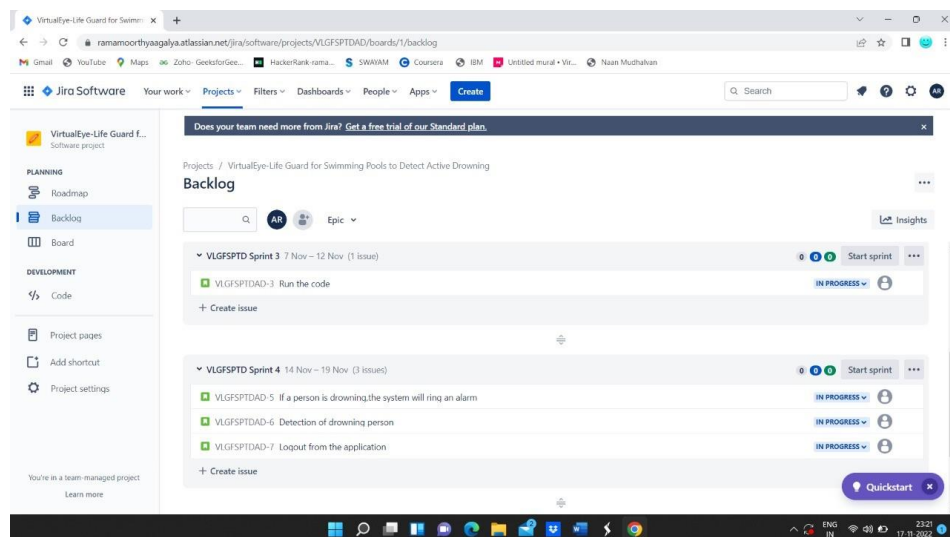 VirtualEye-Life Guard for Swimmi
ramamoorthyaagalya.atlassian.net/jira/software/projects/VLGFSPTDAD/boards/1/backlog
Gmail YouTube Maps Zoho- GeeksforGee... HackerRank-rama... SWAYAM Coursera IBM Untitled mural • Vir... Naan Mudhalvan
Jira Software Your work Projects Filters Dashboards People Apps Create Search AR
Does your team need more from Jira? Get a free trial of our Standard plan.
VirtualEye-Life Guard f...
Software project
PLANNING
Roadmap
Backlog
Board
DEVELOPMENT
Code
Project pages
Add shortcut
Project settings
You're in a team-managed project
Learn more
Projects / VirtualEye-Life Guard for Swimming Pools to Detect Active Drowning
Backlog
AR Epic Insights
VLGFSPTD Sprint 3 7 Nov – 12 Nov (1 issue) 0 0 0 Start sprint
VLGFSPTDAD-3 Run the code IN PROGRESS
+ Create issue
VLGFSPTD Sprint 4 14 Nov – 19 Nov (3 issues) 0 0 0 Start sprint
VLGFSPTDAD-5 If a person is drowning,the system will ring an alarm IN PROGRESS
VLGFSPTDAD-6 Detection of drowning person IN PROGRESS
VLGFSPTDAD-7 Logout from the application IN PROGRESS
+ Create issue
Quickstart
ENG
IN
23:21
17-11-2022